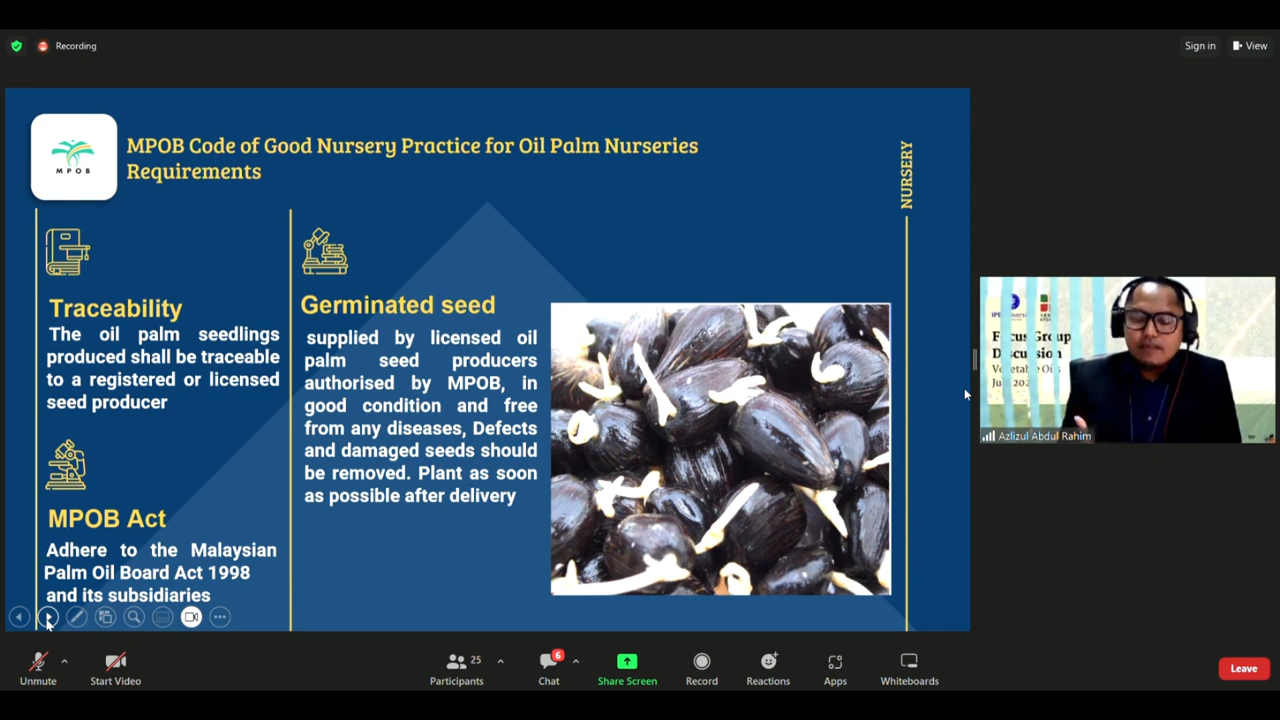 Recording
Sign in
View
MPOB
MPOB Code of Good Nursery Practice for Oil Palm Nurseries
Requirements
NURSERY
Traceability
The oil palm seedlings
produced shall be traceable
to a registered or licensed
seed producer
MPOB Act
Adhere to the Malaysian
Palm Oil Board Act 1998
and its subsidiaries
Germinated seed
supplied by licensed oil
palm seed producers
authorised by MPOB, in
good condition and free
from any diseases, Defects
and damaged seeds should
be removed. Plant as soon
as possible after delivery
Focus Group
Discussion
Vegetable Oils
Azlizul Abdul Rahim
Unmute
Start Video
25
Participants
6
Chat
Share Screen
Record
Reactions
Apps
Whiteboards
Leave